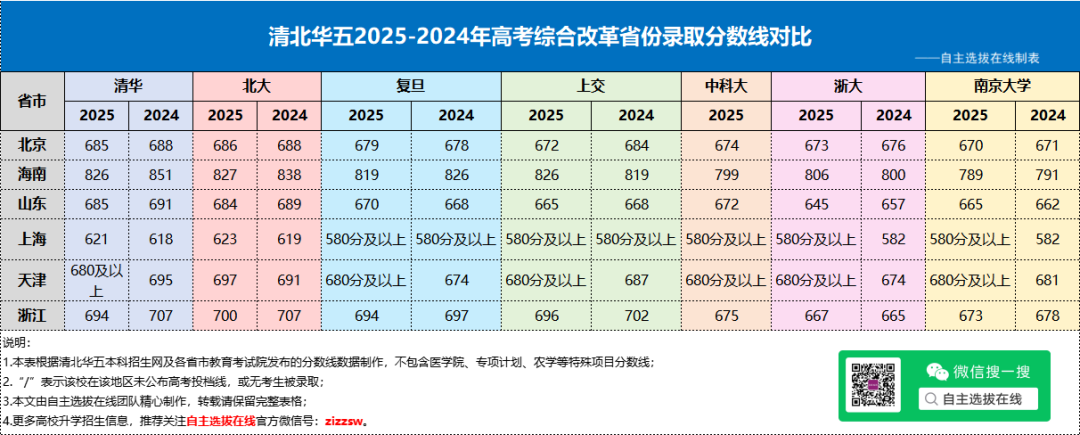 清北华五2025-2024年高考综合改革省份录取分数线对比
——自主选拔在线制表
省市 清华 北大 复旦 上交 中科大 浙大 南京大学
2025 2024 2025 2024 2025 2024 2025 2024 2025 2025 2024 2025 2024
北京 685 688 686 688 679 678 672 684 674 673 676 670 671
海南 826 851 827 838 819 826 826 819 799 806 800 789 791
山东 685 691 684 689 670 668 665 668 672 645 657 665 662
上海 621 618 623 619 580分及以上 580分及以上 580分及以上 580分及以上 580分及以上 580分及以上 582 580分及以上 582
天津 680及以上 695 697 691 680分及以上 674 680分及以上 687 680分及以上 680分及以上 674 680分及以上 681
浙江 694 707 700 707 694 697 696 702 675 667 665 673 678
说明：
1.本表根据清北华五本科招生网及各省市教育考试院发布的分数线数据制作，不包含医学院、专项计划、农学等特殊项目分数线；
2.“/”表示该校在该地区未公布高考投档线，或无考生被录取；
3.本文由自主选拔在线团队精心制作，转载请保留完整表格；
4.更多高校升学招生信息，推荐关注自主选拔在线官方微信号：zizzsw。
微信搜一搜
自主选拔在线